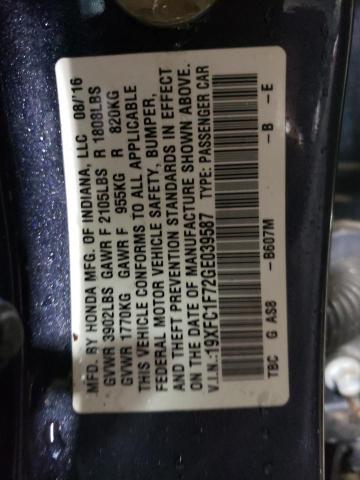 MFD. BY HONDA MFG. OF INDIANA, LLC 08/'16
GVWR 3902LBS GAWR F 2105LBS R 1808LBS
GVWR 1770KG GAWR F 955KG R 820KG
THIS VEHICLE CONFORMS TO ALL APPLICABLE
FEDERAL MOTOR VEHICLE SAFETY, BUMPER,
AND THEFT PREVENTION STANDARDS IN EFFECT
ON THE DATE OF MANUFACTURE SHOWN ABOVE.
V.I.N.:19XFC1F72GE039587 TYPE: PASSENGER CAR
TBC G AS8 -B607M -B -E